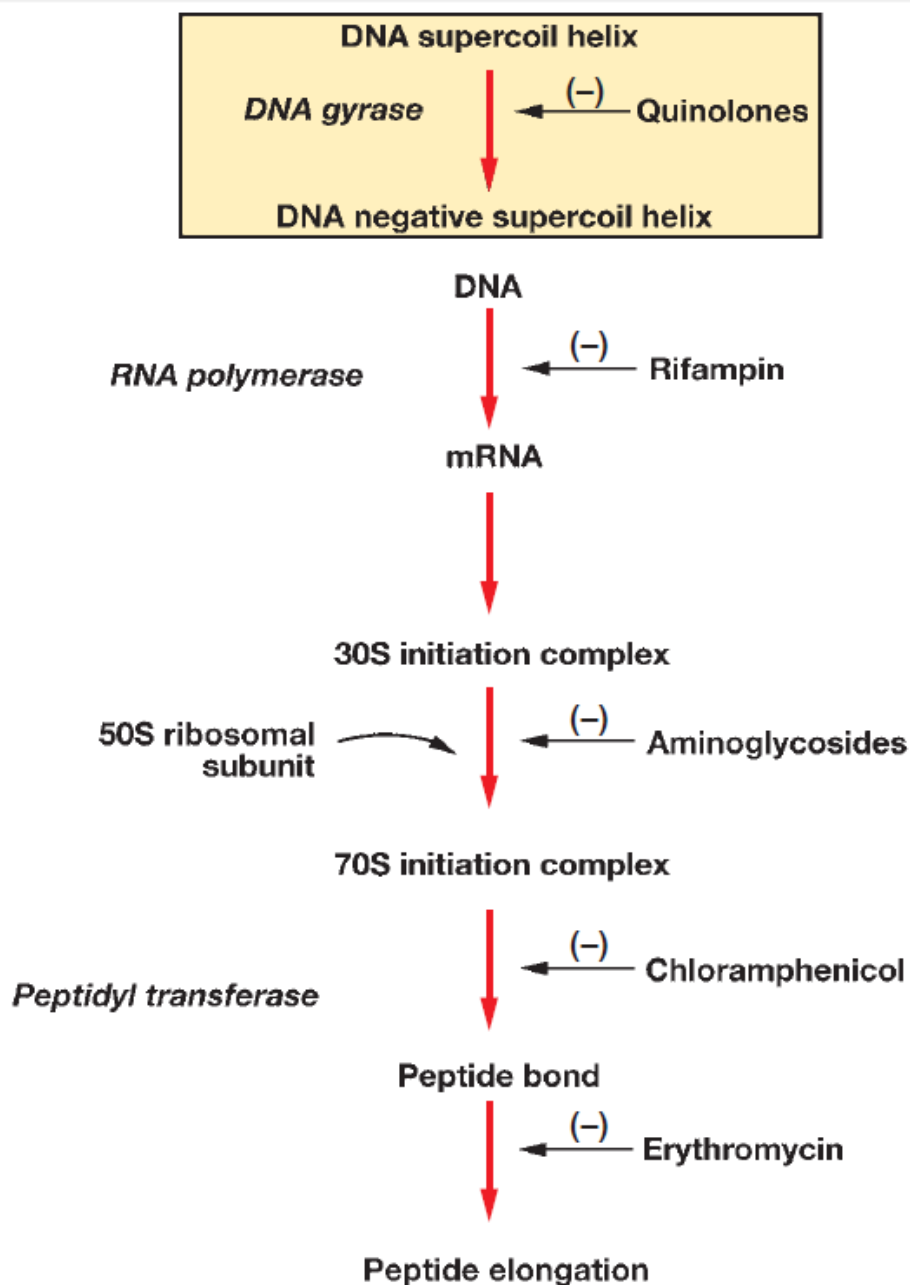 DNA supercoil helix
DNA gyrase
(–)
Quinolones
DNA negative supercoil helix
DNA
RNA polymerase
(–)
Rifampin
mRNA
30S initiation complex
50S ribosomal
subunit
(–)
Aminoglycosides
70S initiation complex
Peptidyl transferase
(–)
Chloramphenicol
Peptide bond
(–)
Erythromycin
Peptide elongation